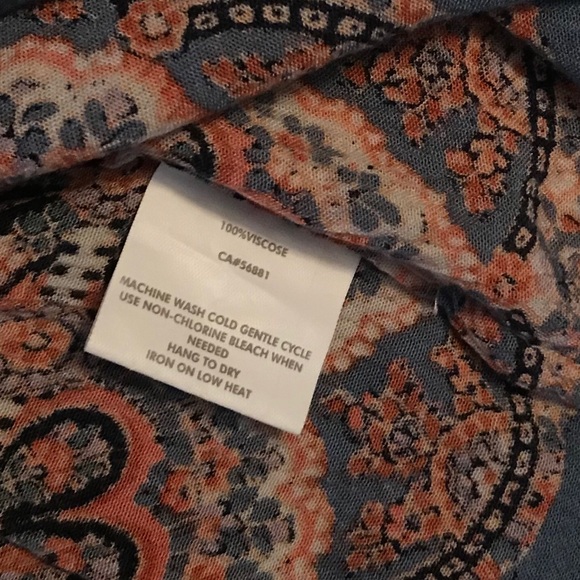 100%VISCOSE
CA#56881
MACHINE WASH COLD GENTLE CYCLE
USE NON-CHLORINE BLEACH WHEN
NEEDED
HANG TO DRY
IRON ON LOW HEAT